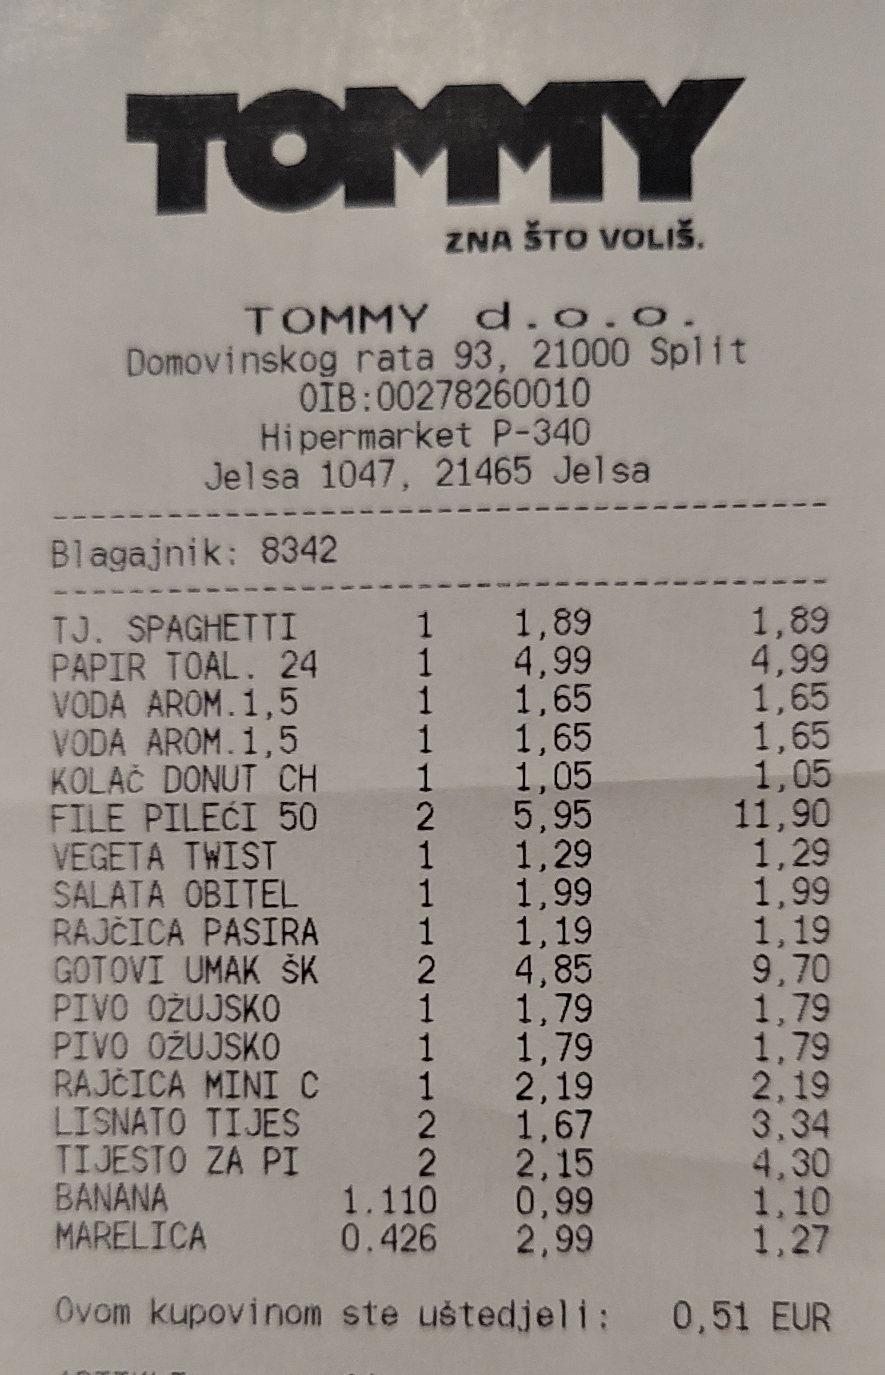 TOMMY
ZNA ŠTO VOLIŠ.
TOMMY d.o.o.
Domovinskog rata 93, 21000 Split
OIB:00278260010
Hipermarket P-340
Jelsa 1047, 21465 Jelsa
Blagajnik: 8342
TJ. SPAGHETTI 1 1,89 1,89
PAPIR TOAL. 24 1 4,99 4,99
VODA AROM.1,5 1 1,65 1,65
VODA AROM.1,5 1 1,65 1,65
KOLAČ DONUT CH 1 1,05 1,05
FILE PILEĆI 50 2 5,95 11,90
VEGETA TWIST 1 1,29 1,29
SALATA OBITEL 1 1,99 1,99
RAJČICA PASIRA 1 1,19 1,19
GOTOVI UMAK ŠK 2 4,85 9,70
PIVO OŽUJSKO 1 1,79 1,79
PIVO OŽUJSKO 1 1,79 1,79
RAJČICA MINI C 1 2,19 2,19
LISNATO TIJES 2 1,67 3,34
TIJESTO ZA PI 2 2,15 4,30
BANANA 1.110 0,99 1,10
MARELICA 0.426 2,99 1,27
Ovom kupovinom ste uštedjeli: 0,51 EUR